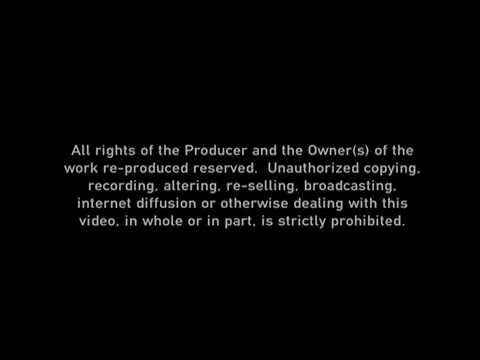 All rights of the Producer and the Owner(s) of the
work re-produced reserved.  Unauthorized copying,
recording, altering, re-selling, broadcasting,
internet diffusion or otherwise dealing with this
video, in whole or in part, is strictly prohibited.